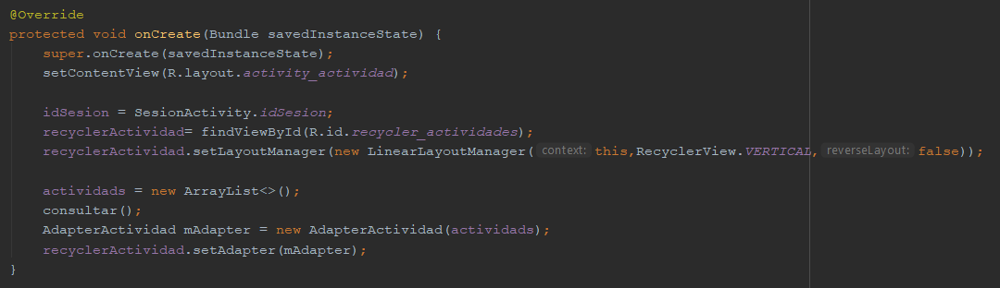 @Override
protected void onCreate(Bundle savedInstanceState) {
super.onCreate(savedInstanceState);
setContentView(R.layout.activity_actividad);
idSesion = SesionActivity.idSesion;
recyclerActividad= findViewById(R.id.recycler_actividades);
recyclerActividad.setLayoutManager(new LinearLayoutManager( context: this,RecyclerView.VERTICAL, reverseLayout: false));
actividads = new ArrayList<>();
consultar();
AdapterActividad mAdapter = new AdapterActividad(actividads);
recyclerActividad.setAdapter(mAdapter);
}